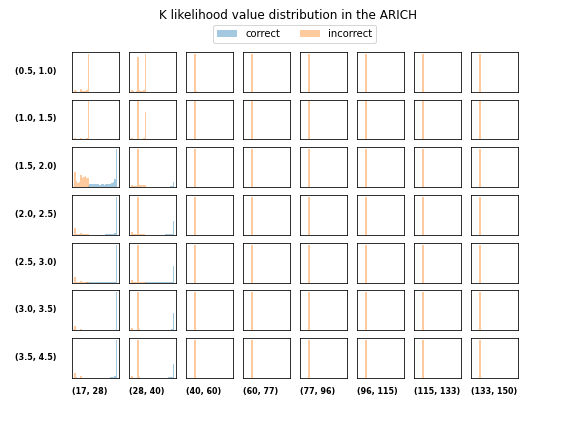 K likelihood value distribution in the ARICH
correct incorrect
(0.5, 1.0)
(1.0, 1.5)
(1.5, 2.0)
(2.0, 2.5)
(2.5, 3.0)
(3.0, 3.5)
(3.5, 4.5)
(17, 28) (28, 40) (40, 60) (60, 77) (77, 96) (96, 115) (115, 133) (133, 150)